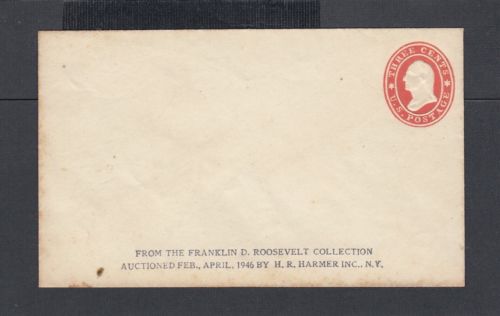 THREE CENTS
U.S. POSTAGE
FROM THE FRANKLIN D. ROOSEVELT COLLECTION
AUCTIONED FEB., APRIL, 1946 BY H. R. HARMER INC., N.Y.